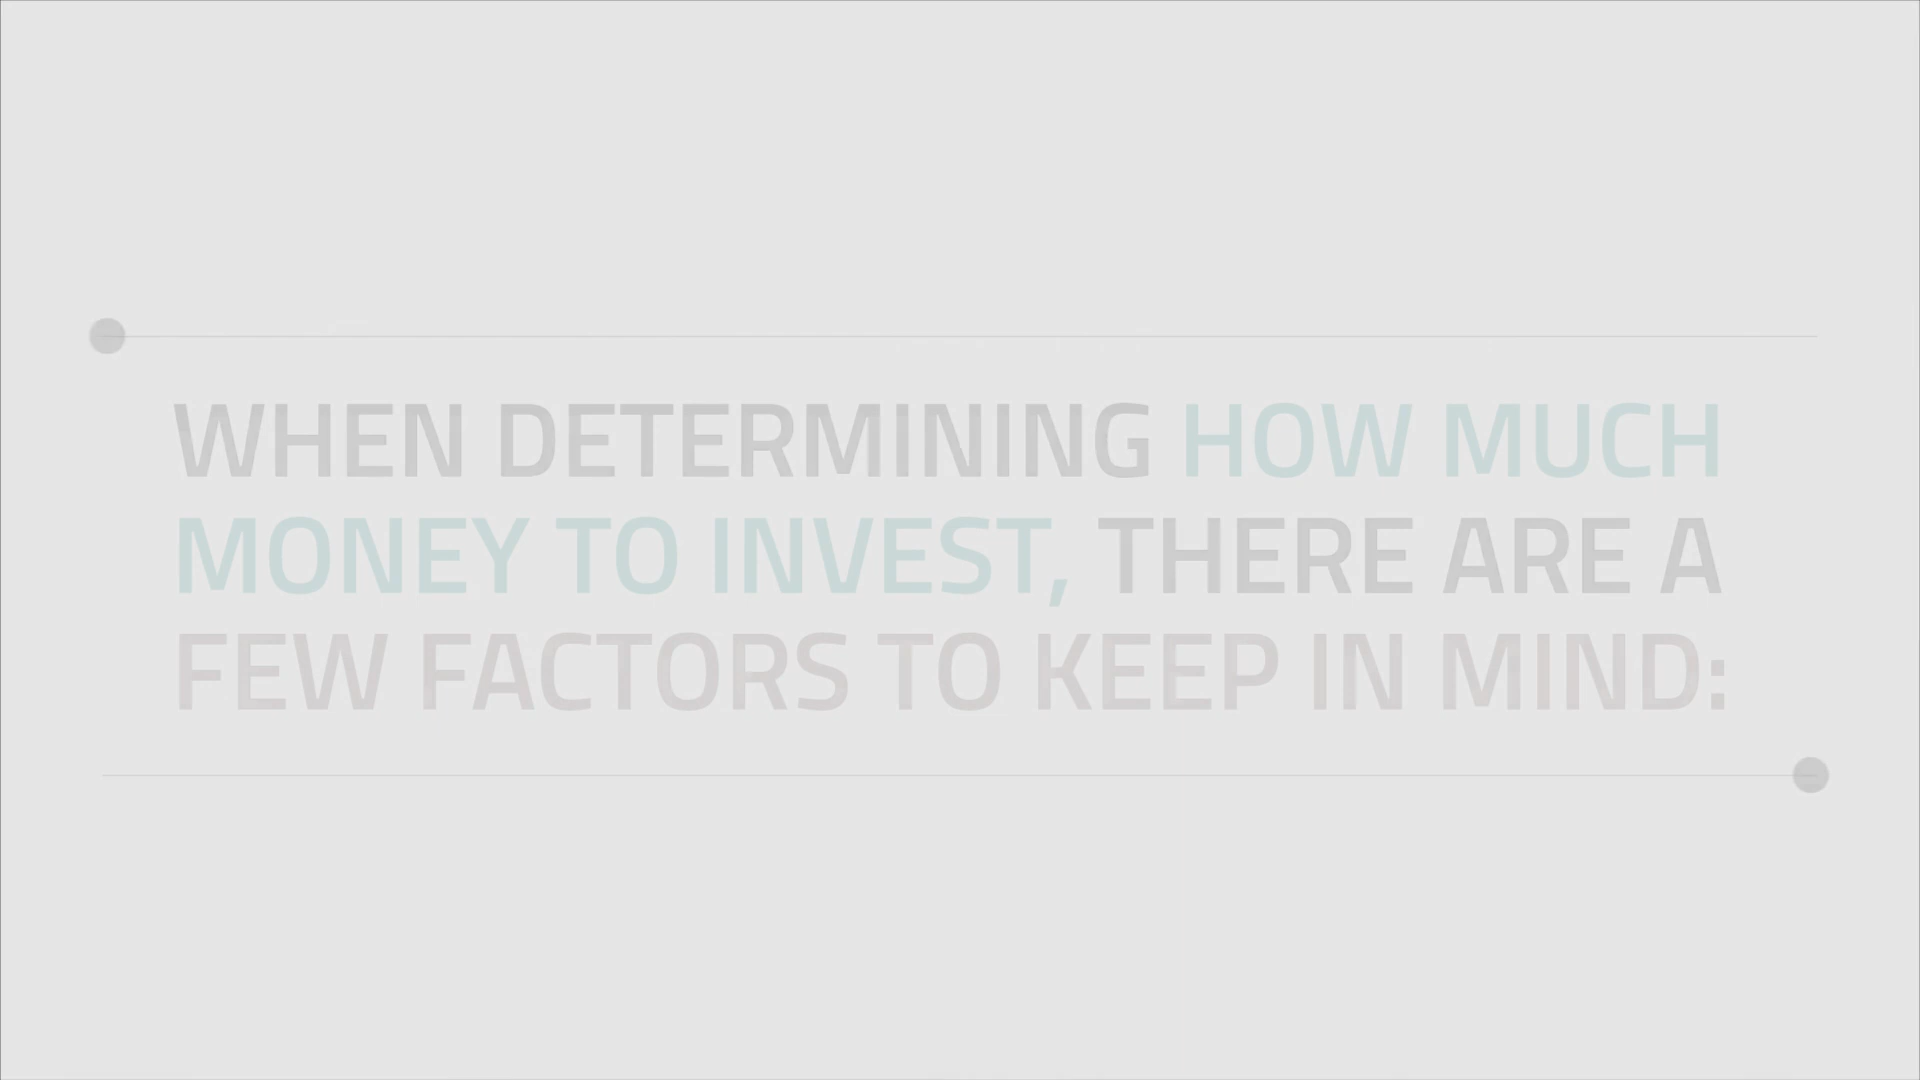 WHEN DETERMINING HOW MUCH
MONEY TO INVEST, THERE ARE A
FEW FACTORS TO KEEP IN MIND: